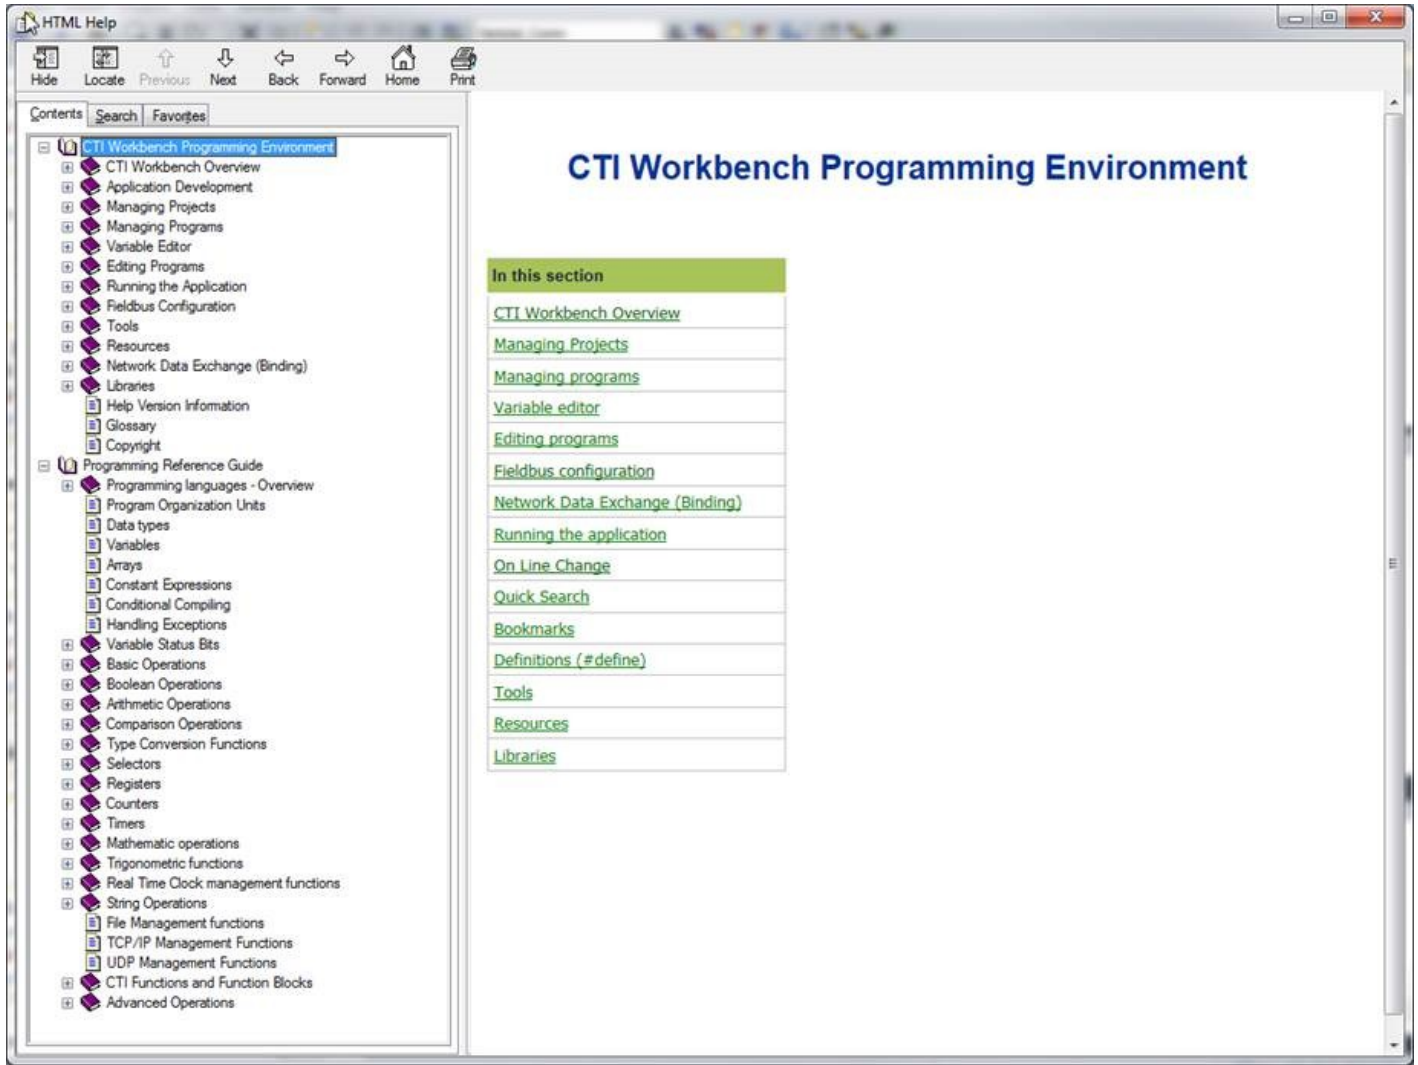 HTML Help
Hide Locate Previous Next Back Forward Home Print
Contents Search Favorites
CTI Workbench Programming Environment
CTI Workbench Overview
Application Development
Managing Projects
Managing Programs
Variable Editor
Editing Programs
Running the Application
Fieldbus Configuration
Tools
Resources
Network Data Exchange (Binding)
Libraries
Help Version Information
Glossary
Copyright
Programming Reference Guide
Programming languages - Overview
Program Organization Units
Data types
Variables
Arrays
Constant Expressions
Conditional Compiling
Handling Exceptions
Variable Status Bits
Basic Operations
Boolean Operations
Arithmetic Operations
Comparison Operations
Type Conversion Functions
Selectors
Registers
Counters
Timers
Mathematic operations
Trigonometric functions
Real Time Clock management functions
String Operations
File Management functions
TCP/IP Management Functions
UDP Management Functions
CTI Functions and Function Blocks
Advanced Operations
CTI Workbench Programming Environment
In this section
CTI Workbench Overview
Managing Projects
Managing programs
Variable editor
Editing programs
Fieldbus configuration
Network Data Exchange (Binding)
Running the application
On Line Change
Quick Search
Bookmarks
Definitions (#define)
Tools
Resources
Libraries